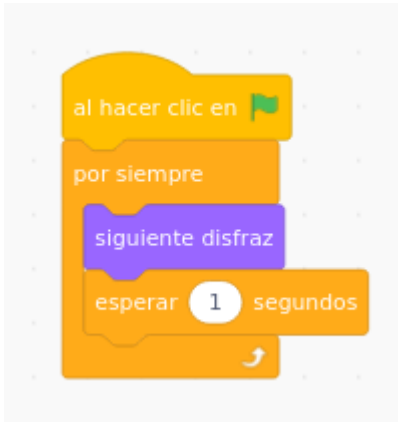 al hacer clic en
por siempre
siguiente disfraz
esperar 1 segundos